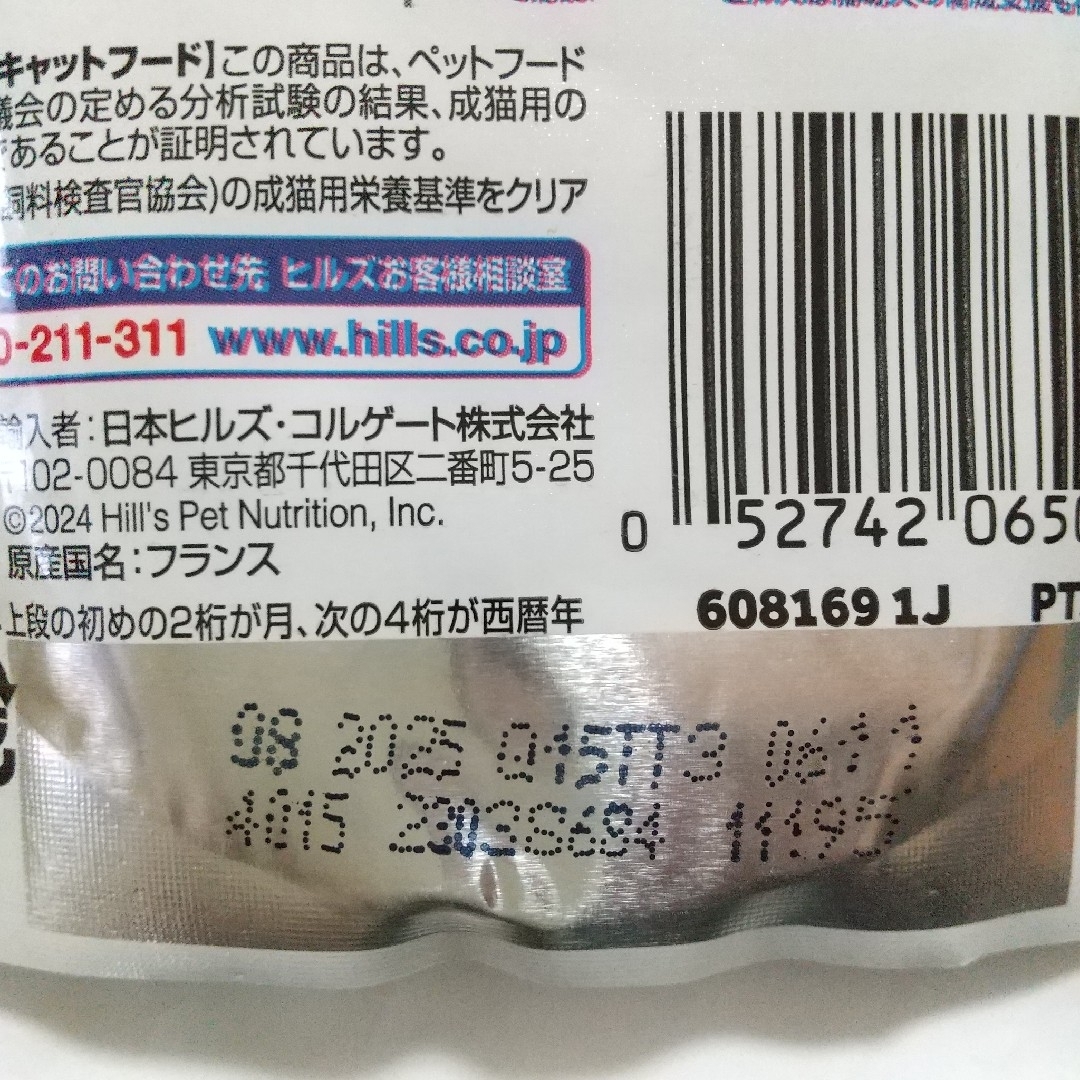 キャットフード】この商品は、ペットフード
議会の定める分析試験の結果、成猫用の
であることが証明されています。
飼料検査官協会)の成猫用栄養基準をクリア
てのお問い合わせ先 ヒルズお客様相談室
0-211-311 www.hills.co.jp
輸入者:日本ヒルズ・コルゲート株式会社
〒102-0084 東京都千代田区二番町5-25
©2024 Hill's Pet Nutrition, Inc.
原産国名:フランス
上段の初めの2桁が月、次の4桁が西暦年
0 52742 0650
608169 1J PT
08 2025 Q15TT3 06:11
4015
11195